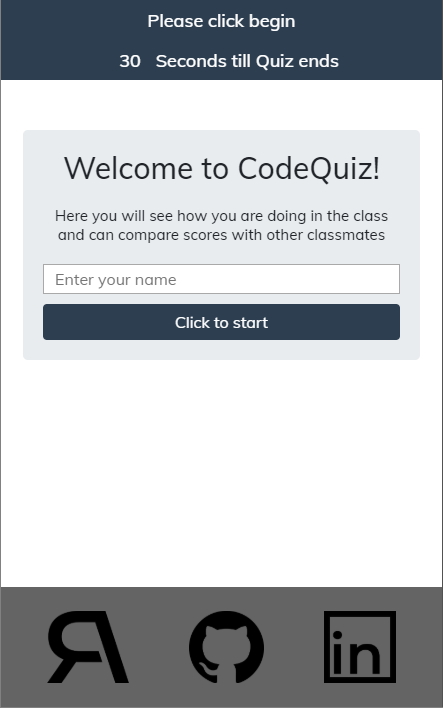 Please click begin
30 Seconds till Quiz ends
Welcome to CodeQuiz!
Here you will see how you are doing in the class
and can compare scores with other classmates
Enter your name
Click to start
in